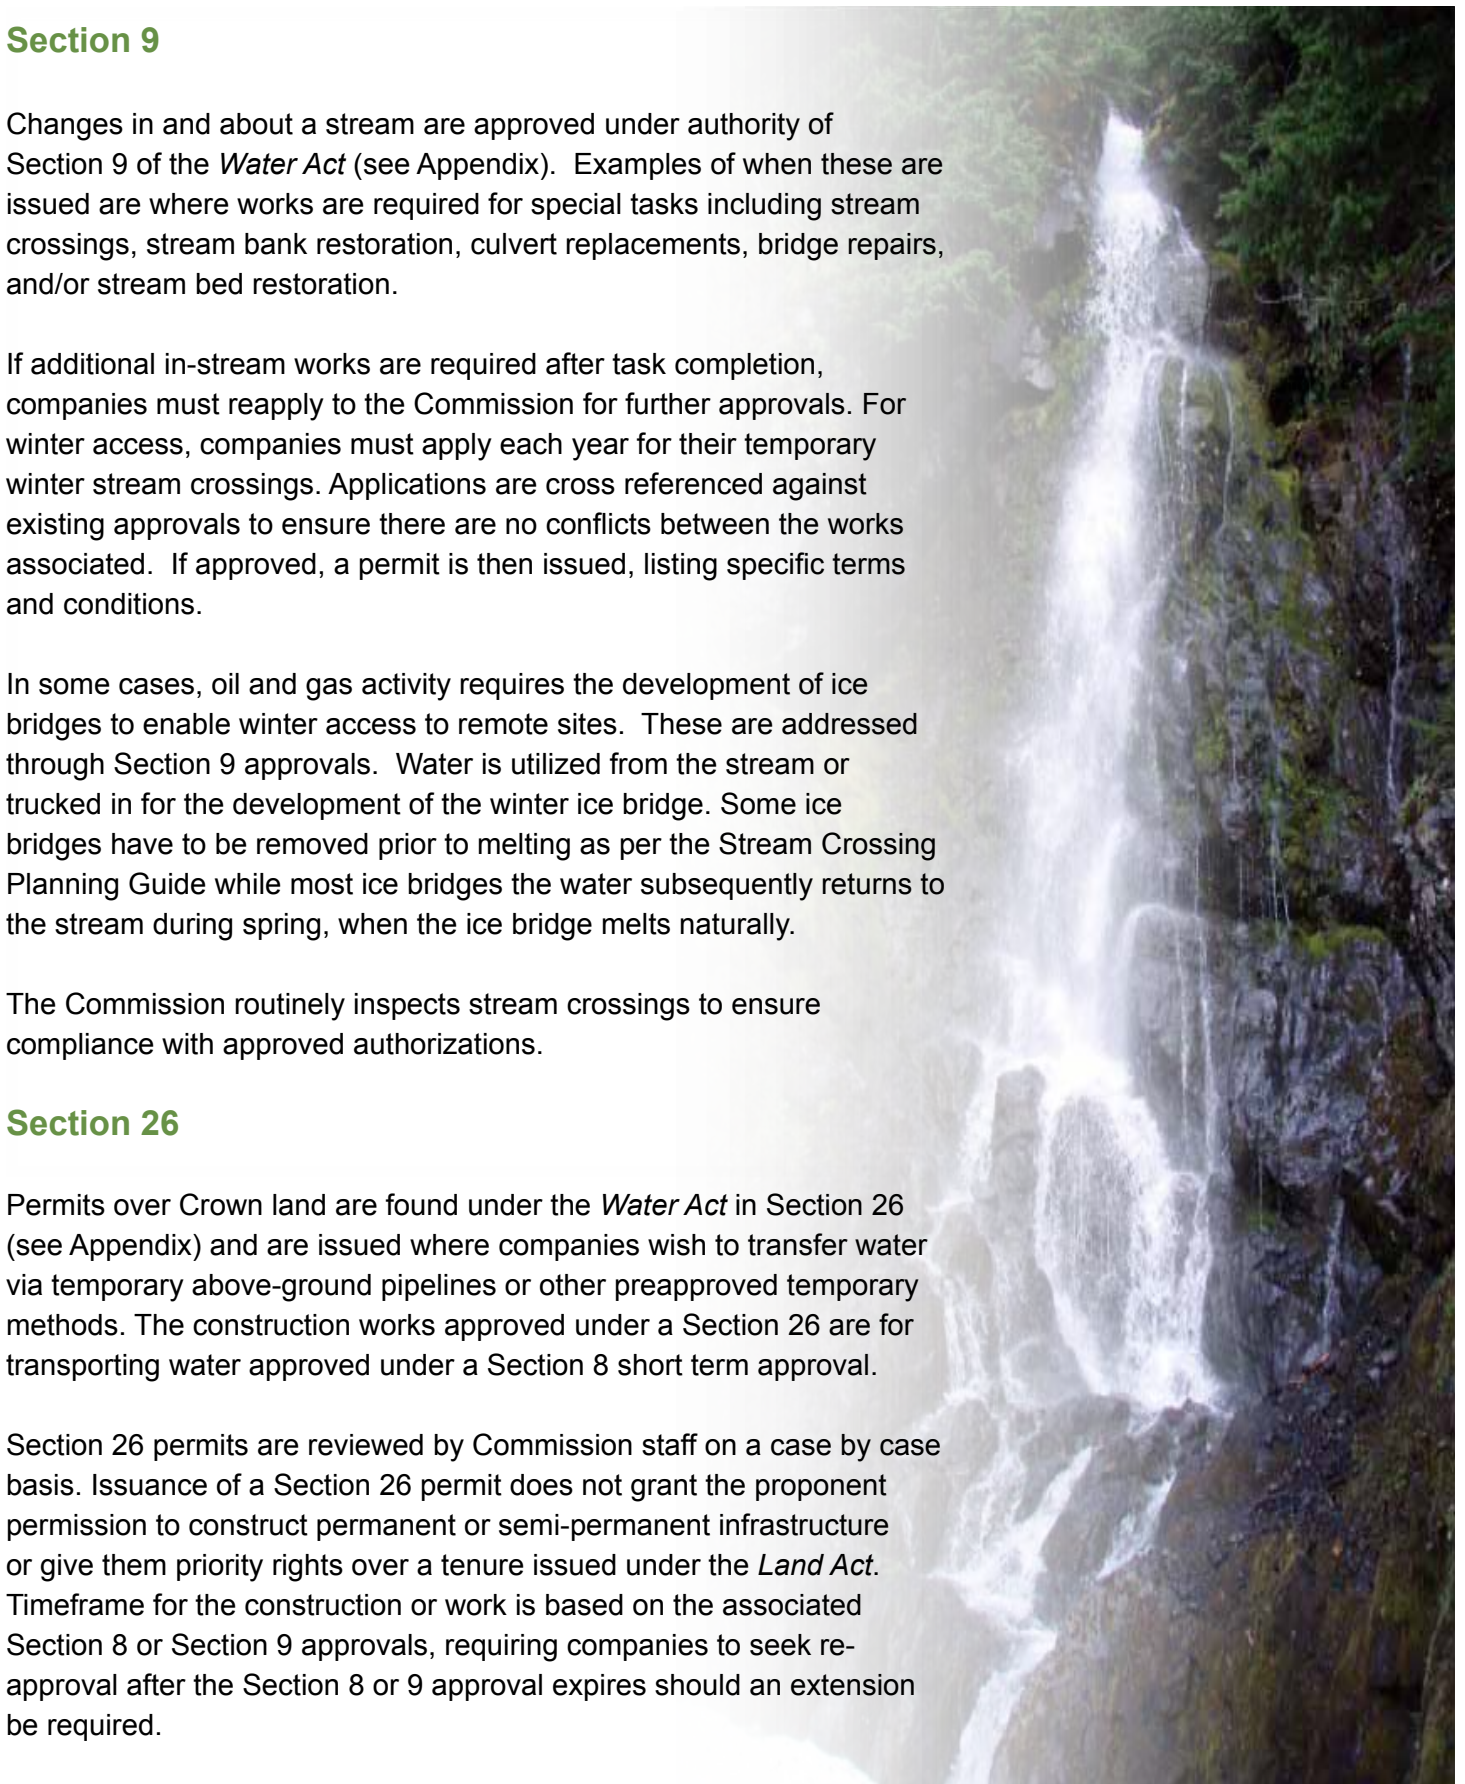 Section 9
Changes in and about a stream are approved under authority of
Section 9 of the Water Act (see Appendix).  Examples of when these are
issued are where works are required for special tasks including stream
crossings, stream bank restoration, culvert replacements, bridge repairs,
and/or stream bed restoration.
If additional in-stream works are required after task completion,
companies must reapply to the Commission for further approvals. For
winter access, companies must apply each year for their temporary
winter stream crossings. Applications are cross referenced against
existing approvals to ensure there are no conflicts between the works
associated.  If approved, a permit is then issued, listing specific terms
and conditions.
In some cases, oil and gas activity requires the development of ice
bridges to enable winter access to remote sites.  These are addressed
through Section 9 approvals.  Water is utilized from the stream or
trucked in for the development of the winter ice bridge. Some ice
bridges have to be removed prior to melting as per the Stream Crossing
Planning Guide while most ice bridges the water subsequently returns to
the stream during spring, when the ice bridge melts naturally.
The Commission routinely inspects stream crossings to ensure
compliance with approved authorizations.
Section 26
Permits over Crown land are found under the Water Act in Section 26
(see Appendix) and are issued where companies wish to transfer water
via temporary above-ground pipelines or other preapproved temporary
methods. The construction works approved under a Section 26 are for
transporting water approved under a Section 8 short term approval.
Section 26 permits are reviewed by Commission staff on a case by case
basis. Issuance of a Section 26 permit does not grant the proponent
permission to construct permanent or semi-permanent infrastructure
or give them priority rights over a tenure issued under the Land Act.
Timeframe for the construction or work is based on the associated
Section 8 or Section 9 approvals, requiring companies to seek re-
approval after the Section 8 or 9 approval expires should an extension
be required.